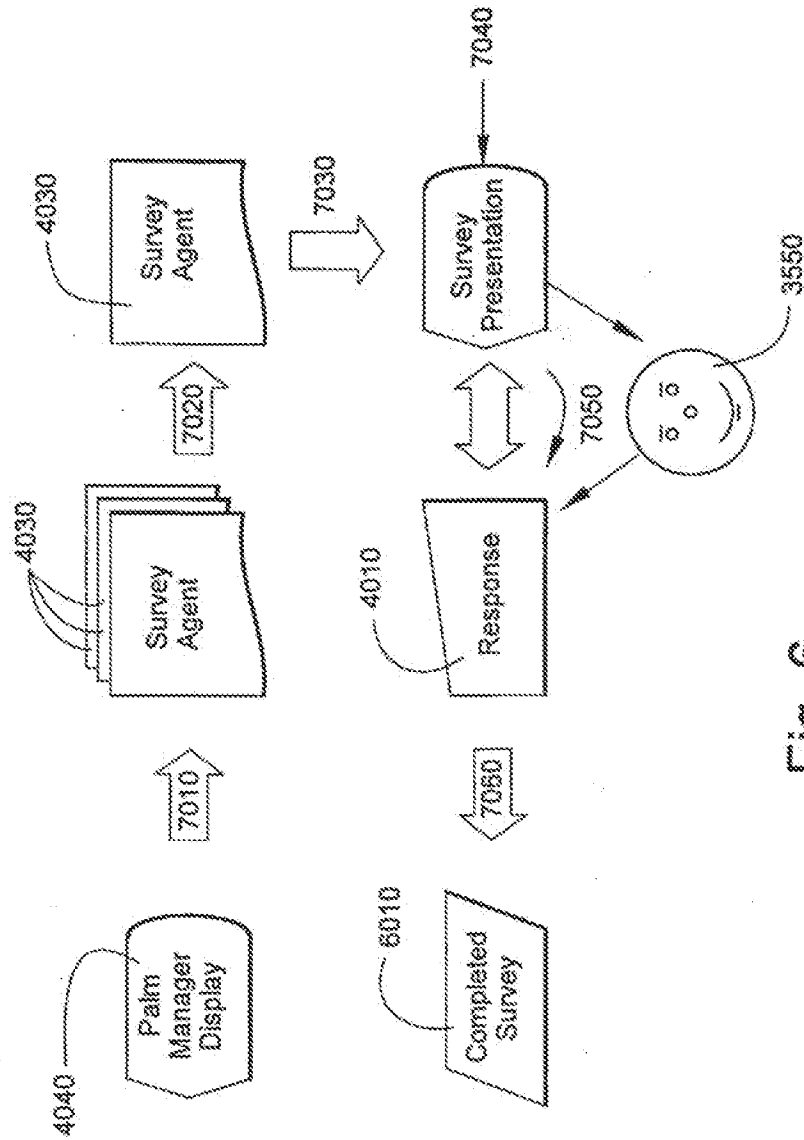 4040
Palm
Manager
Display
7010
4030
Survey
Agent
7020
4030
Survey
Agent
7030
6010
Completed
Survey
7060
4010
Response
7050
Survey
Presentation
7040
3550
Fig.